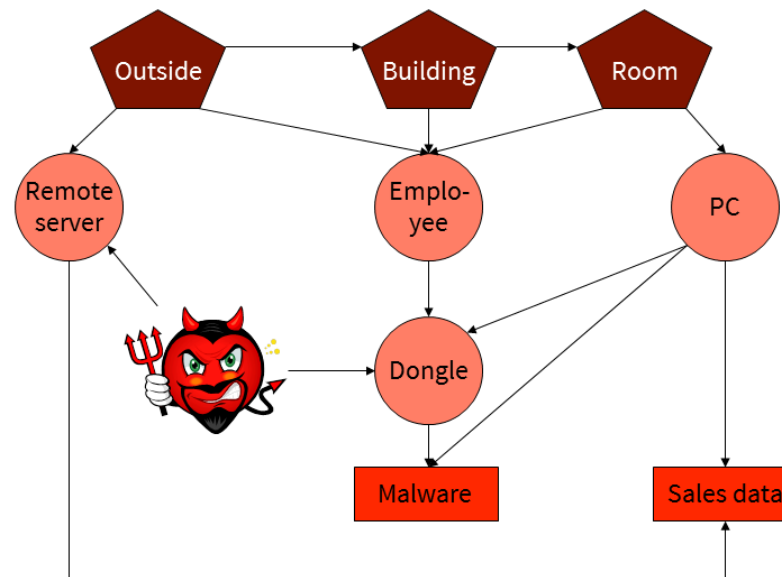 Outside
Building
Room
Remote
server
Emplo-
yee
PC
Dongle
Malware
Sales data